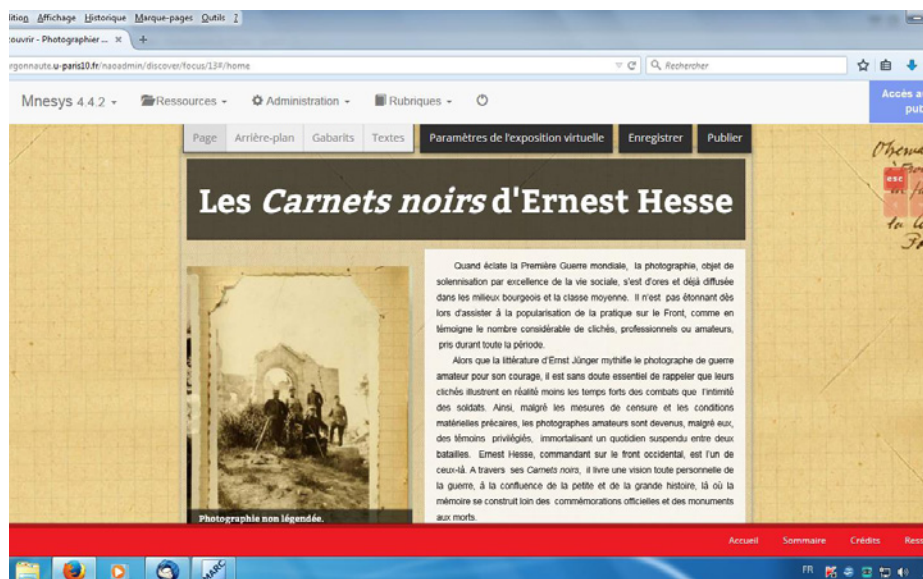 Édition Affichage Historique Marque-pages Outils ?
couvrir - Photographier ... × +
argonnaute.u-paris10.fr/naoadmin/discover/focus/13#/home
Rechercher
Mnesys 4.4.2
Ressources
Administration
Rubriques
Accès au
pub
Page Arrière-plan Gabarits Textes Paramètres de l'exposition virtuelle Enregistrer Publier
esc
Les Carnets noirs d'Ernest Hesse
Quand éclate la Première Guerre mondiale, la photographie, objet de
solennisation par excellence de la vie sociale, s'est d'ores et déjà diffusée
dans les milieux bourgeois et la classe moyenne. Il n'est pas étonnant dès
lors d'assister à la popularisation de la pratique sur le Front, comme en
témoigne le nombre considérable de clichés, professionnels ou amateurs,
pris durant toute la période.
Alors que la littérature d'Ernst Jünger mythifie le photographe de guerre
amateur pour son courage, il est sans doute essentiel de rappeler que leurs
clichés illustrent en réalité moins les temps forts des combats que l'intimité
des soldats. Ainsi, malgré les mesures de censure et les conditions
matérielles précaires, les photographes amateurs sont devenus, malgré eux,
des témoins privilégiés, immortalisant un quotidien suspendu entre deux
batailles. Ernest Hesse, commandant sur le front occidental, est l'un de
ceux-là. A travers ses Carnets noirs, il livre une vision toute personnelle de
la guerre, à la confluence de la petite et de la grande histoire, là où la
mémoire se construit loin des commémorations officielles et des monuments
aux morts.
Photographie non légendée.
Accueil Sommaire Crédits Ress
MARC
FR